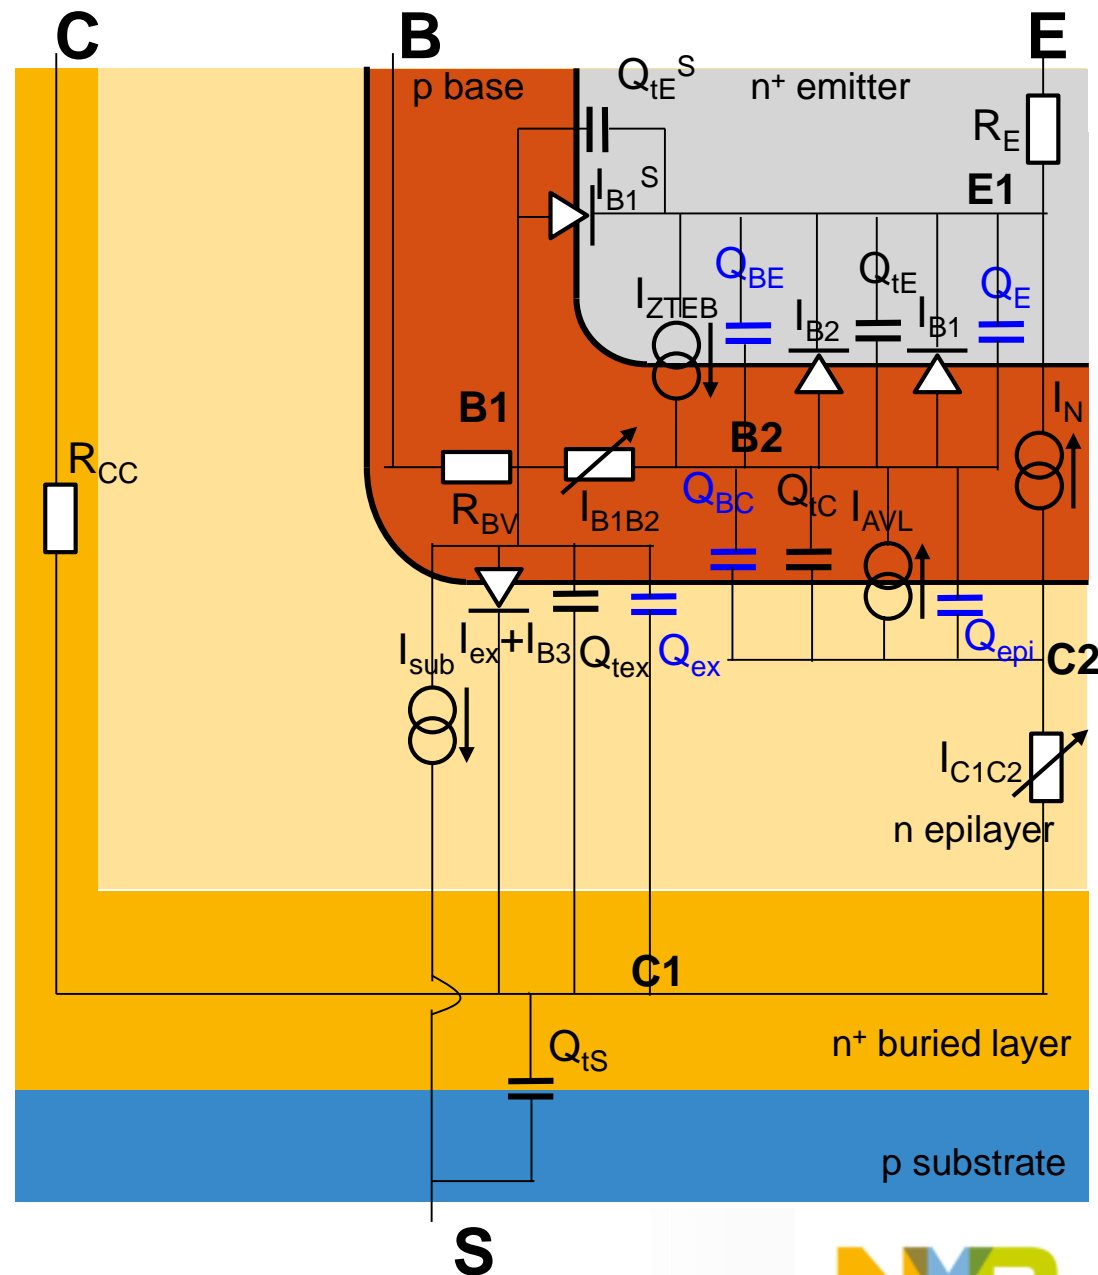 C B E
p base
Q_tE^S
n⁺ emitter
R_E
I_B1^S
E1
Q_BE
Q_tE
Q_E
I_ZTEB
I_B2
I_B1
B1
B2
I_N
R_CC
R_BV
I_B1B2
Q_BC
Q_tC
I_AVL
I_sub
I_ex+I_B3
Q_tex
Q_ex
Q_epi
C2
I_C1C2
n epilayer
C1
Q_tS
n⁺ buried layer
p substrate
S